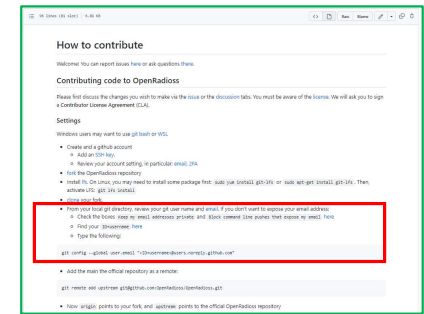 96 lines (81 sloc) | 6.01 KB
Raw Blame
How to contribute
Welcome! You can report issues here or ask questions there.
Contributing code to OpenRadioss
Please first discuss the changes you wish to make via the issue or the discussion tabs. You must be aware of the license. We will ask you to sign
a Contributor License Agreement (CLA).
Settings
Windows users may want to use git bash or WSL
Create and a github account
Add an SSH key.
Review your account setting, in particular: email, 2FA
fork the OpenRadioss repository
Install lfs. On Linux, you may need to install some package first: sudo yum install git-lfs or sudo apt-get install git-lfs. Then
activate LFS: git lfs install
clone your fork.
From your local git directory, review your git user name and email. If you don't want to expose your email address:
Check the boxes Keep my email addresses private and Block command line pushes that expose my email here
Find your ID+username here
Type the following:
git config --global user.email "<ID+username>@users.noreply.github.com"
Add the main the official repository as a remote:
git remote add upstream git@github.com:OpenRadioss/OpenRadioss.git
Now origin points to your fork, and upstream points to the official OpenRadioss repository